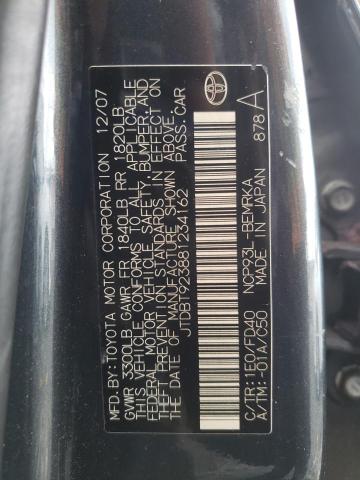 MFD.BY:TOYOTA MOTOR CORPORATION 12/07
GVWR 3300LB GAWR FR 1840LB RR 1820LB
THIS VEHICLE CONFORMS TO ALL APPLICABLE
FEDERAL MOTOR VEHICLE SAFETY, BUMPER, AND
THEFT PREVENTION STANDARDS IN EFFECT ON
THE DATE OF MANUFACTURE SHOWN ABOVE.
JTDBT923881234162 PASS.CAR
C/TR:1E0/FD40 NCP93L-BEMRKA A
A/TM:-01A/C50 MADE IN JAPAN 878